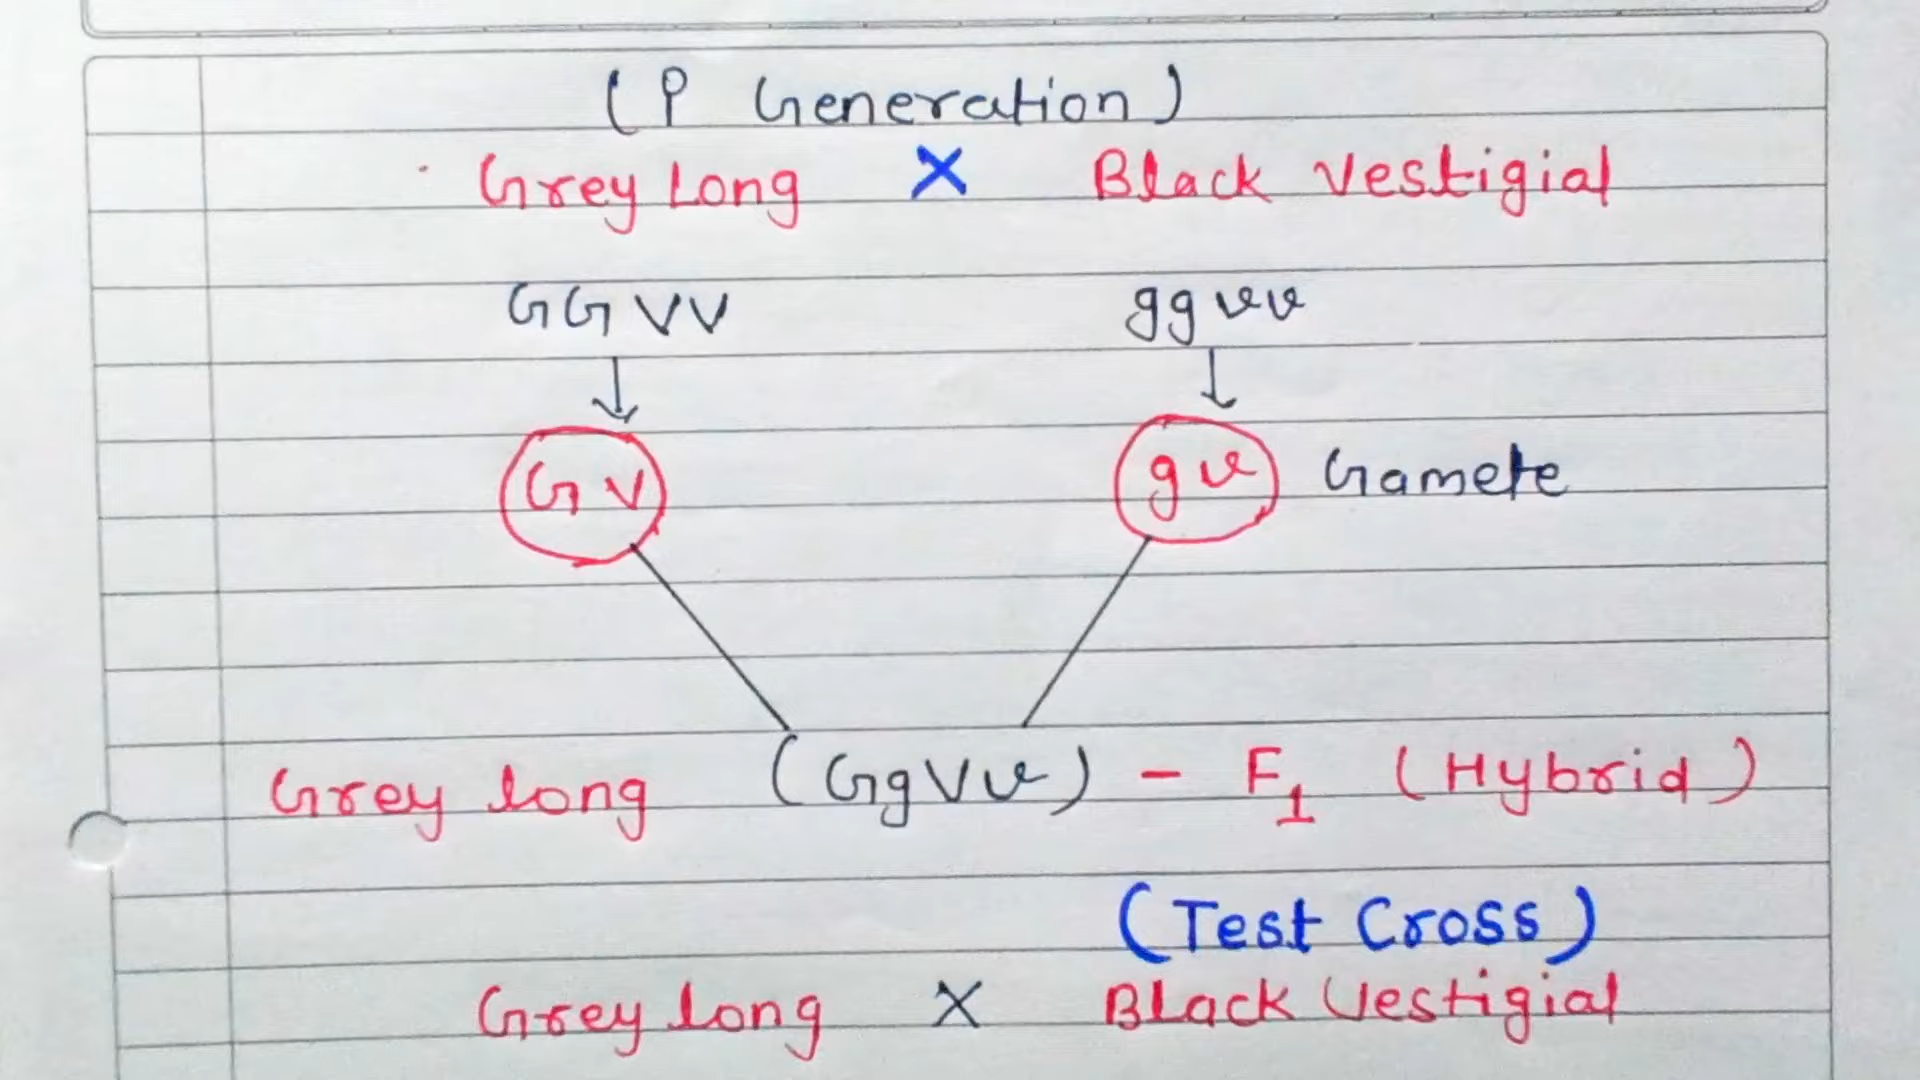 (P Generation)
Grey Long X Black Vestigial
GGVV ggvv
GV gv Gamete
Grey long (GgVv) - F1 (Hybrid)
(Test Cross)
Grey long X Black Vestigial